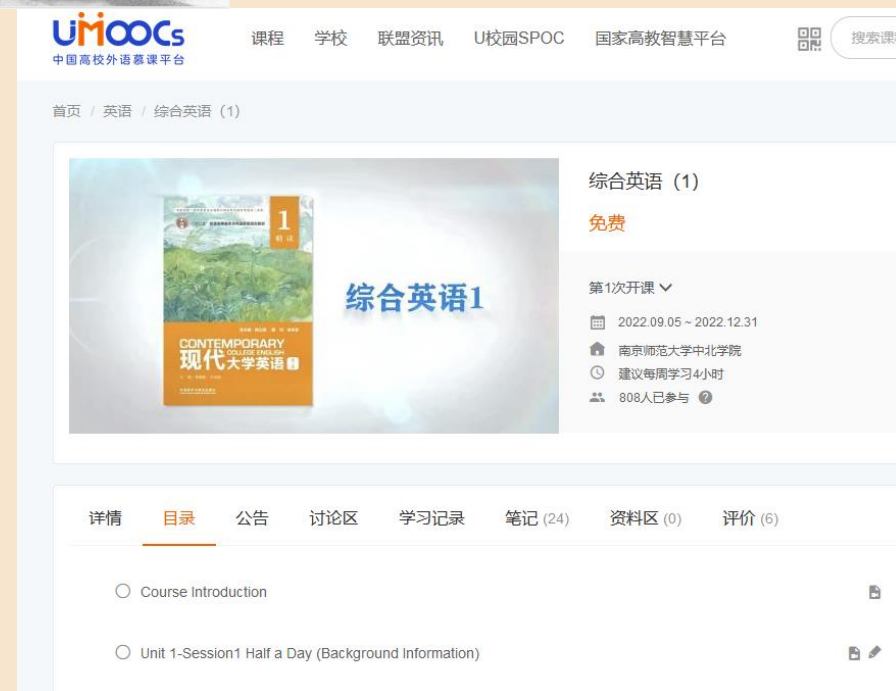 UMOOCs
中国高校外语慕课平台
课程 学校 联盟资讯 U校园SPOC 国家高教智慧平台 搜索课
首页 / 英语 / 综合英语（1）
综合英语（1）
免费
1
精读
综合英语1
CONTEMPORARY
COLLEGE ENGLISH
现代大学英语
第1次开课
2022.09.05 ~ 2022.12.31
南京师范大学中北学院
建议每周学习4小时
808人已参与
详情 目录 公告 讨论区 学习记录 笔记 (24) 资料区 (0) 评价 (6)
Course Introduction
Unit 1-Session1 Half a Day (Background Information)